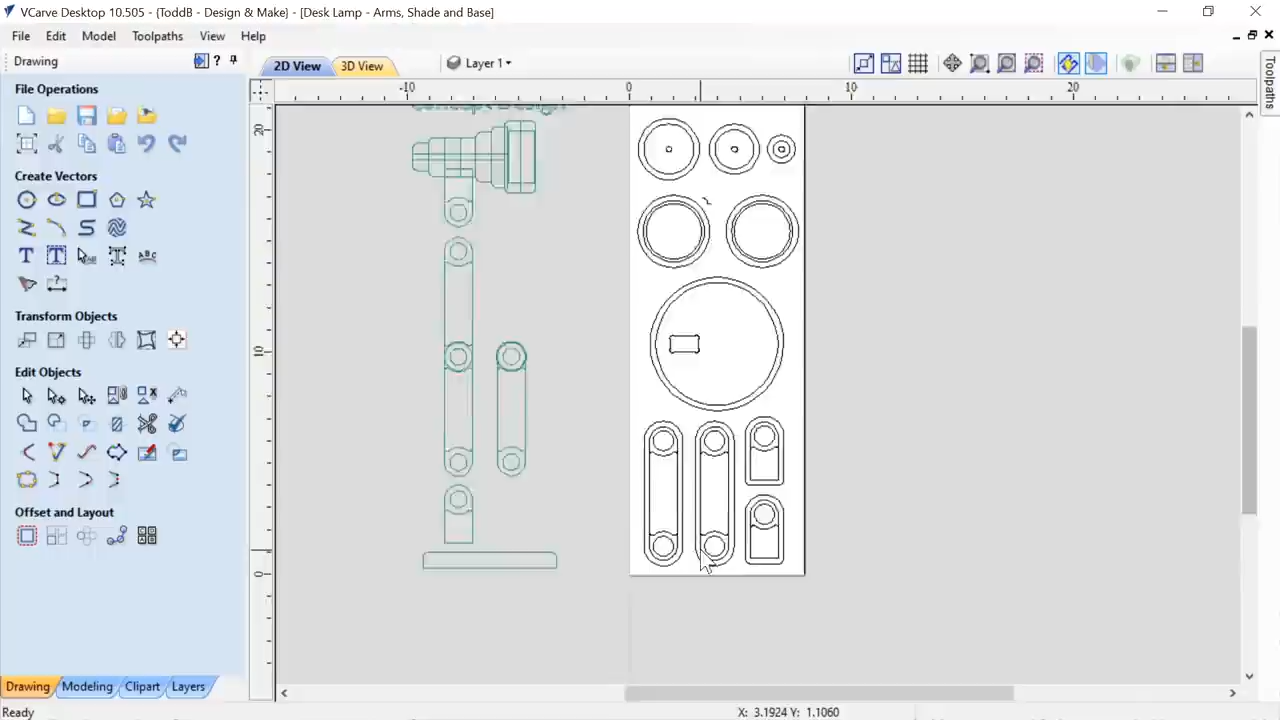 VCarve Desktop 10.505 - {ToddB - Design & Make} - [Desk Lamp - Arms, Shade and Base]
File Edit Model Toolpaths View Help
Drawing
2D View 3D View Layer 1
Toolpaths
File Operations
Create Vectors
Transform Objects
Edit Objects
Offset and Layout
-10 0 10 20
20
10
0
Concept Design
Drawing Modeling Clipart Layers
Ready X: 3.1924 Y: 1.1060